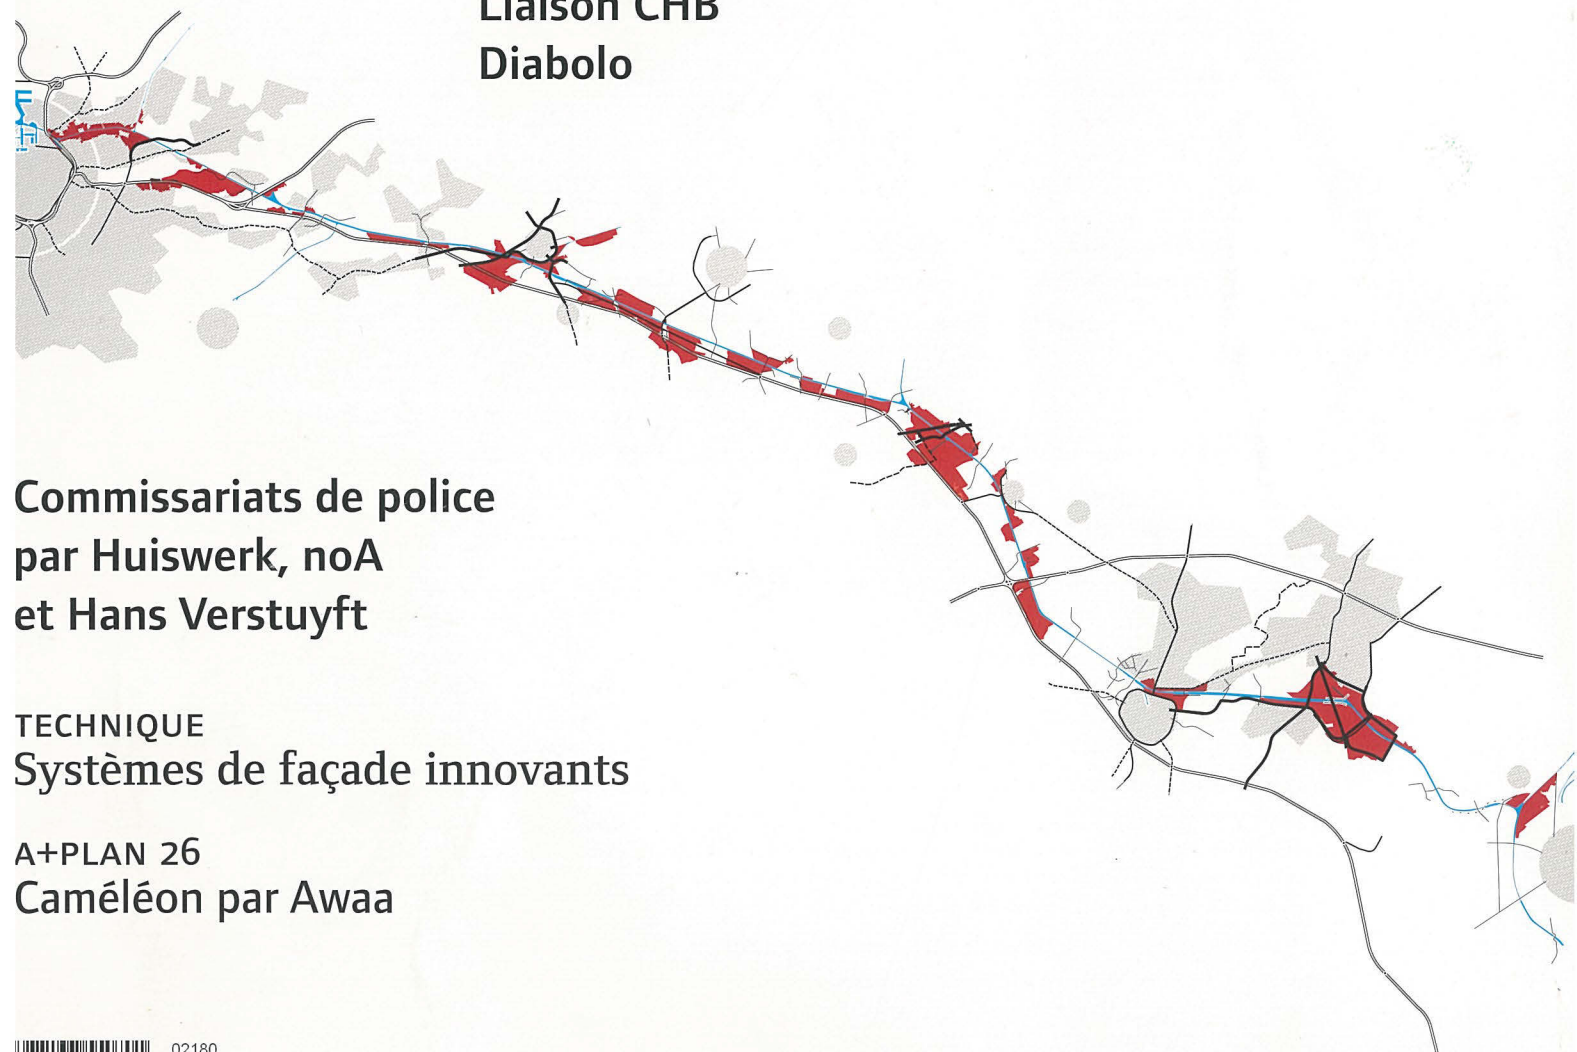 Liaison CHB
Diabolo
Commissariats de police
par Huiswerk, noA
et Hans Verstuyft
TECHNIQUE
Systèmes de façade innovants
A+PLAN 26
Caméléon par Awaa
02180